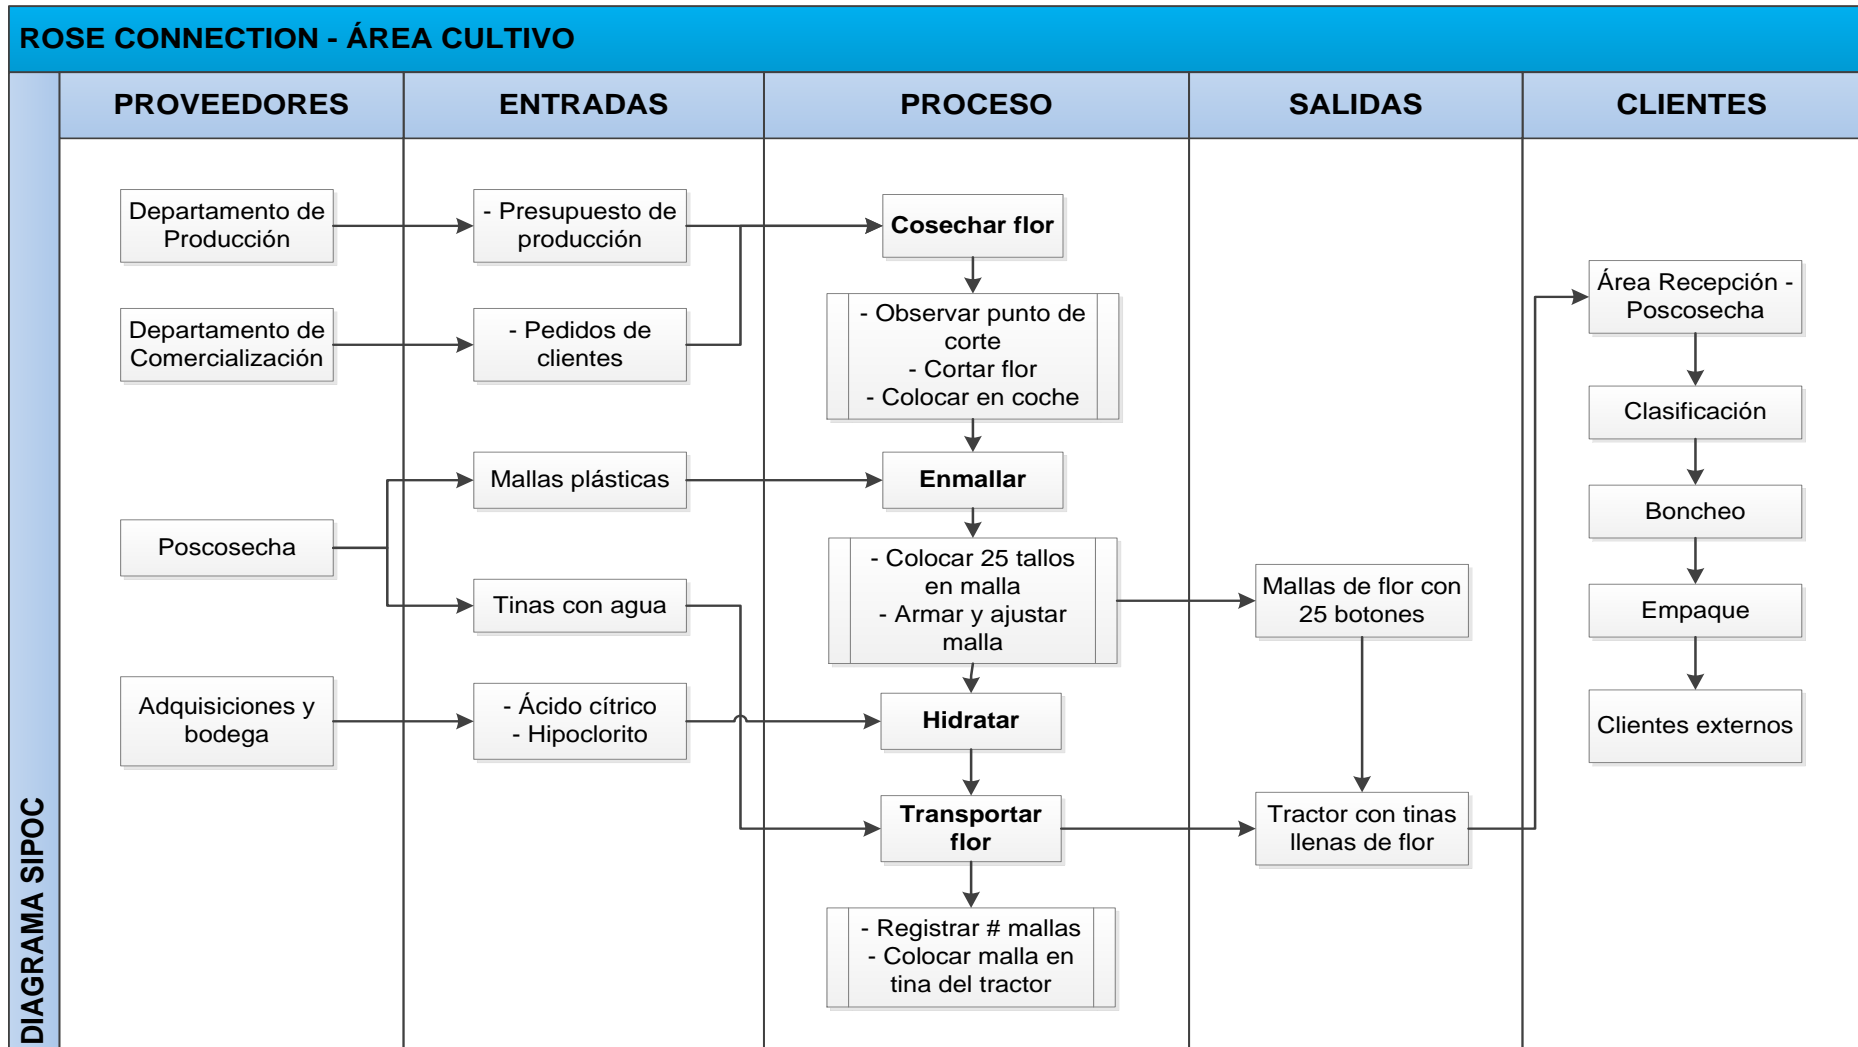 ROSE CONNECTION - ÁREA CULTIVO
DIAGRAMA SIPOC
PROVEEDORES
ENTRADAS
PROCESO
SALIDAS
CLIENTES
Departamento de
Producción
Departamento de
Comercialización
Poscosecha
Adquisiciones y
bodega
- Presupuesto de
producción
- Pedidos de
clientes
Mallas plásticas
Tinas con agua
- Ácido cítrico
- Hipoclorito
Cosechar flor
- Observar punto de
corte
- Cortar flor
- Colocar en coche
Enmallar
- Colocar 25 tallos
en malla
- Armar y ajustar
malla
Hidratar
Transportar
flor
- Registrar # mallas
- Colocar malla en
tina del tractor
Mallas de flor con
25 botones
Tractor con tinas
llenas de flor
Área Recepción -
Poscosecha
Clasificación
Boncheo
Empaque
Clientes externos